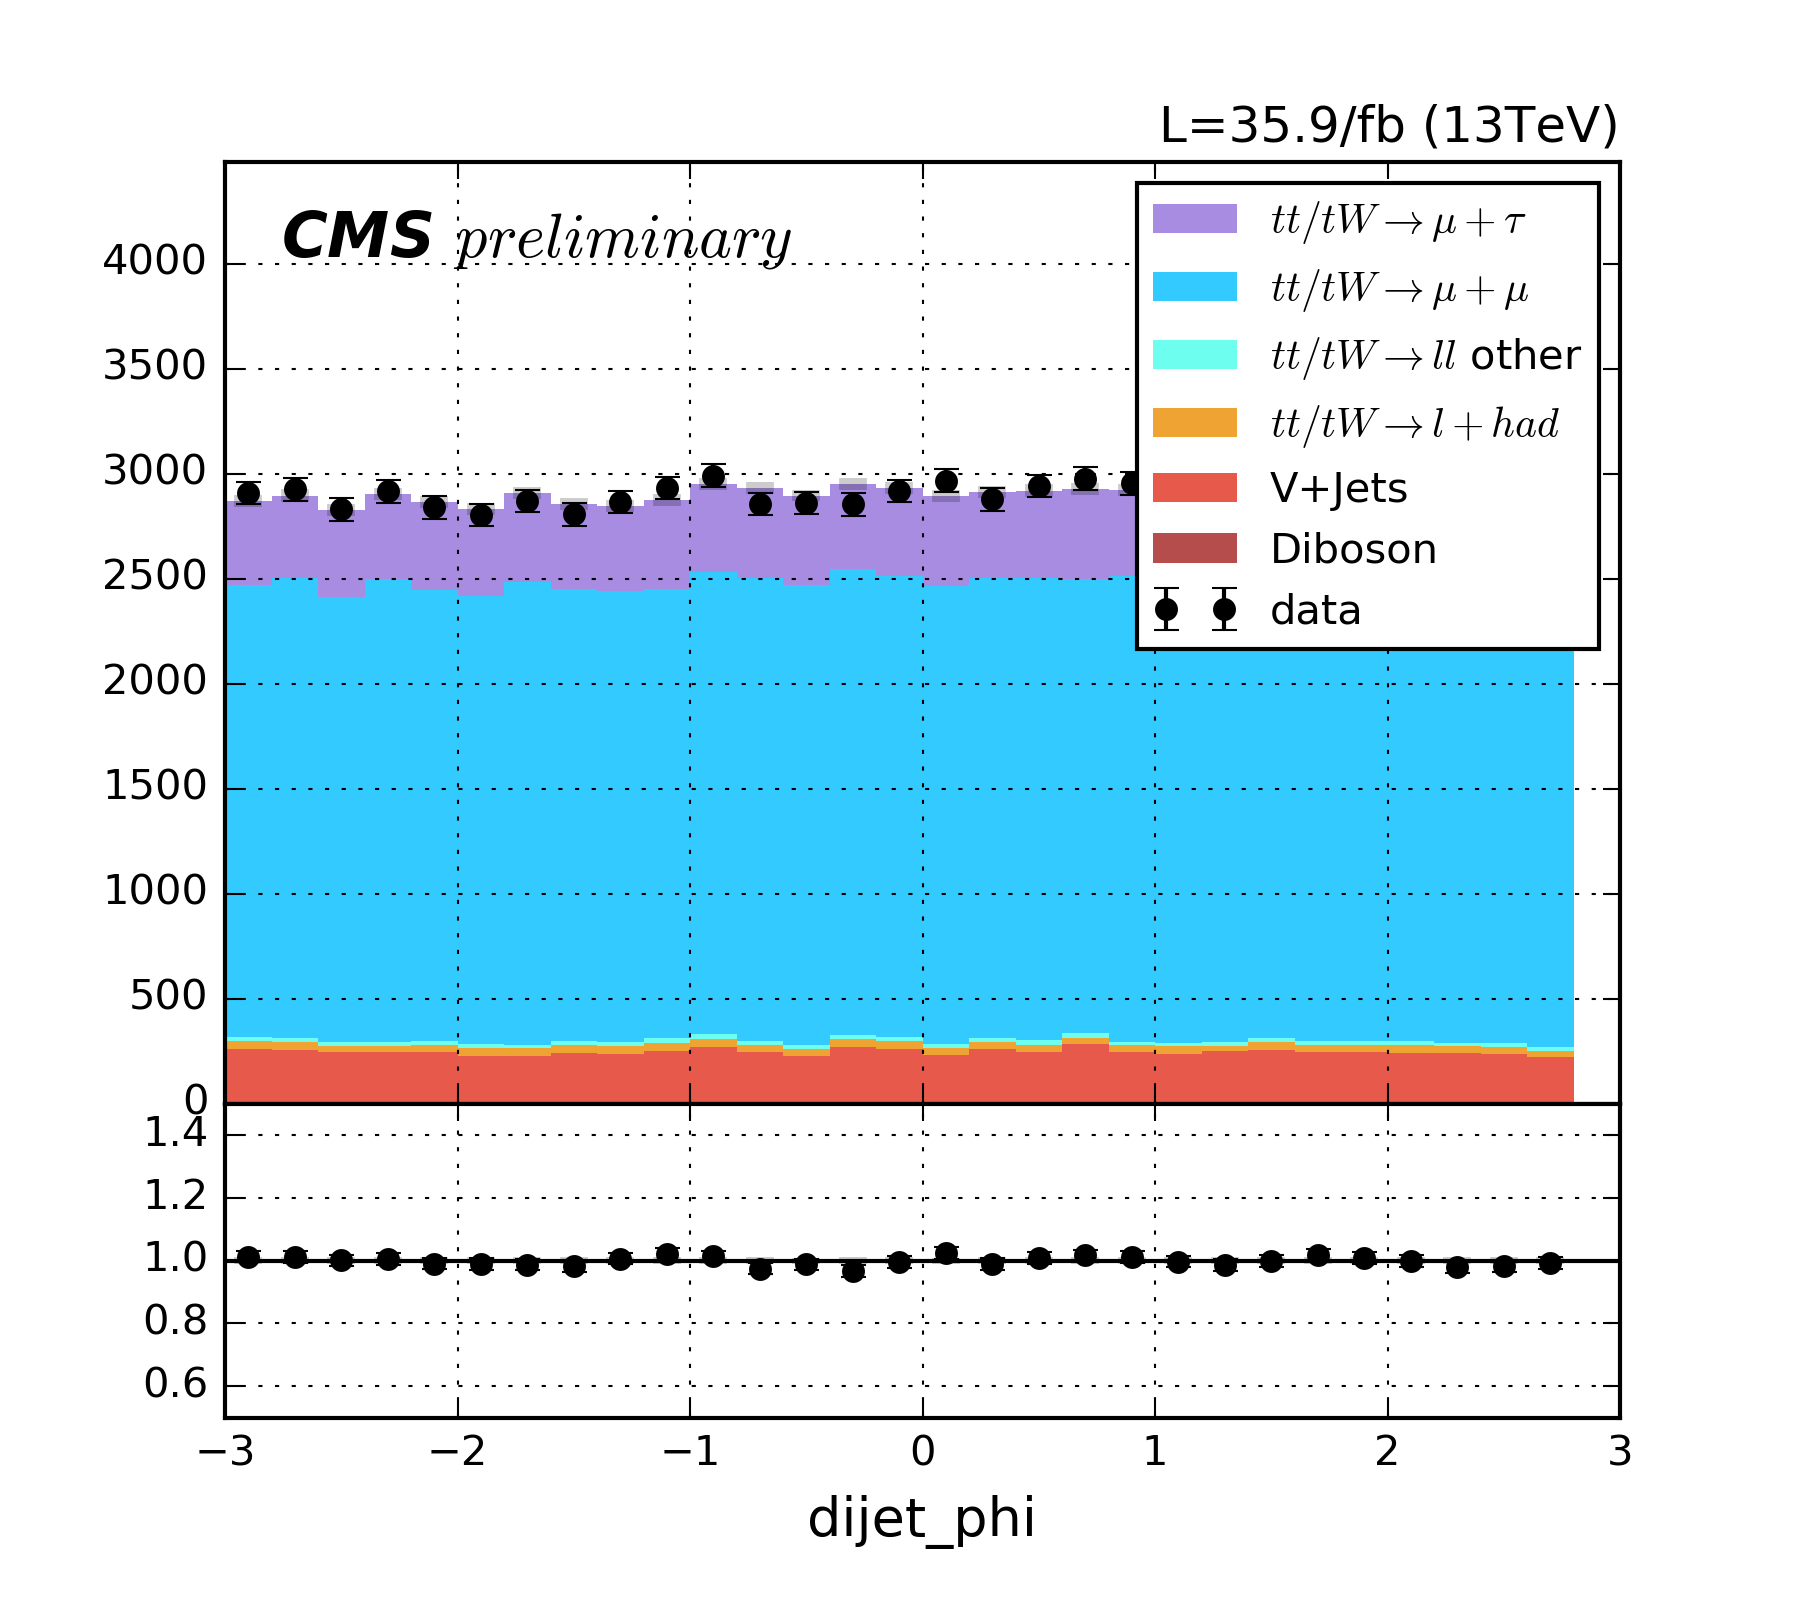 L=35.9/fb (13TeV)
CMS preliminary
tt/tW→μ+τ
tt/tW→μ+μ
tt/tW→ll other
tt/tW→l+had
V+Jets
Diboson
data
4000
3500
3000
2500
2000
1500
1000
500
0
1.4
1.2
1.0
0.8
0.6
−3 −2 −1 0 1 2 3
dijet_phi